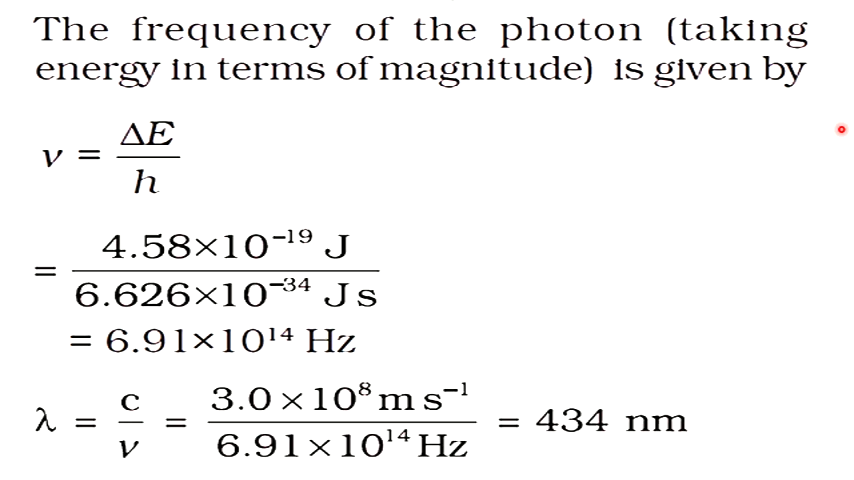 The frequency of the photon (taking
energy in terms of magnitude) is given by
ν = ΔE / h
= 4.58×10⁻¹⁹ J / 6.626×10⁻³⁴ J s
= 6.91×10¹⁴ Hz
λ = c / ν = 3.0×10⁸ m s⁻¹ / 6.91×10¹⁴ Hz = 434 nm